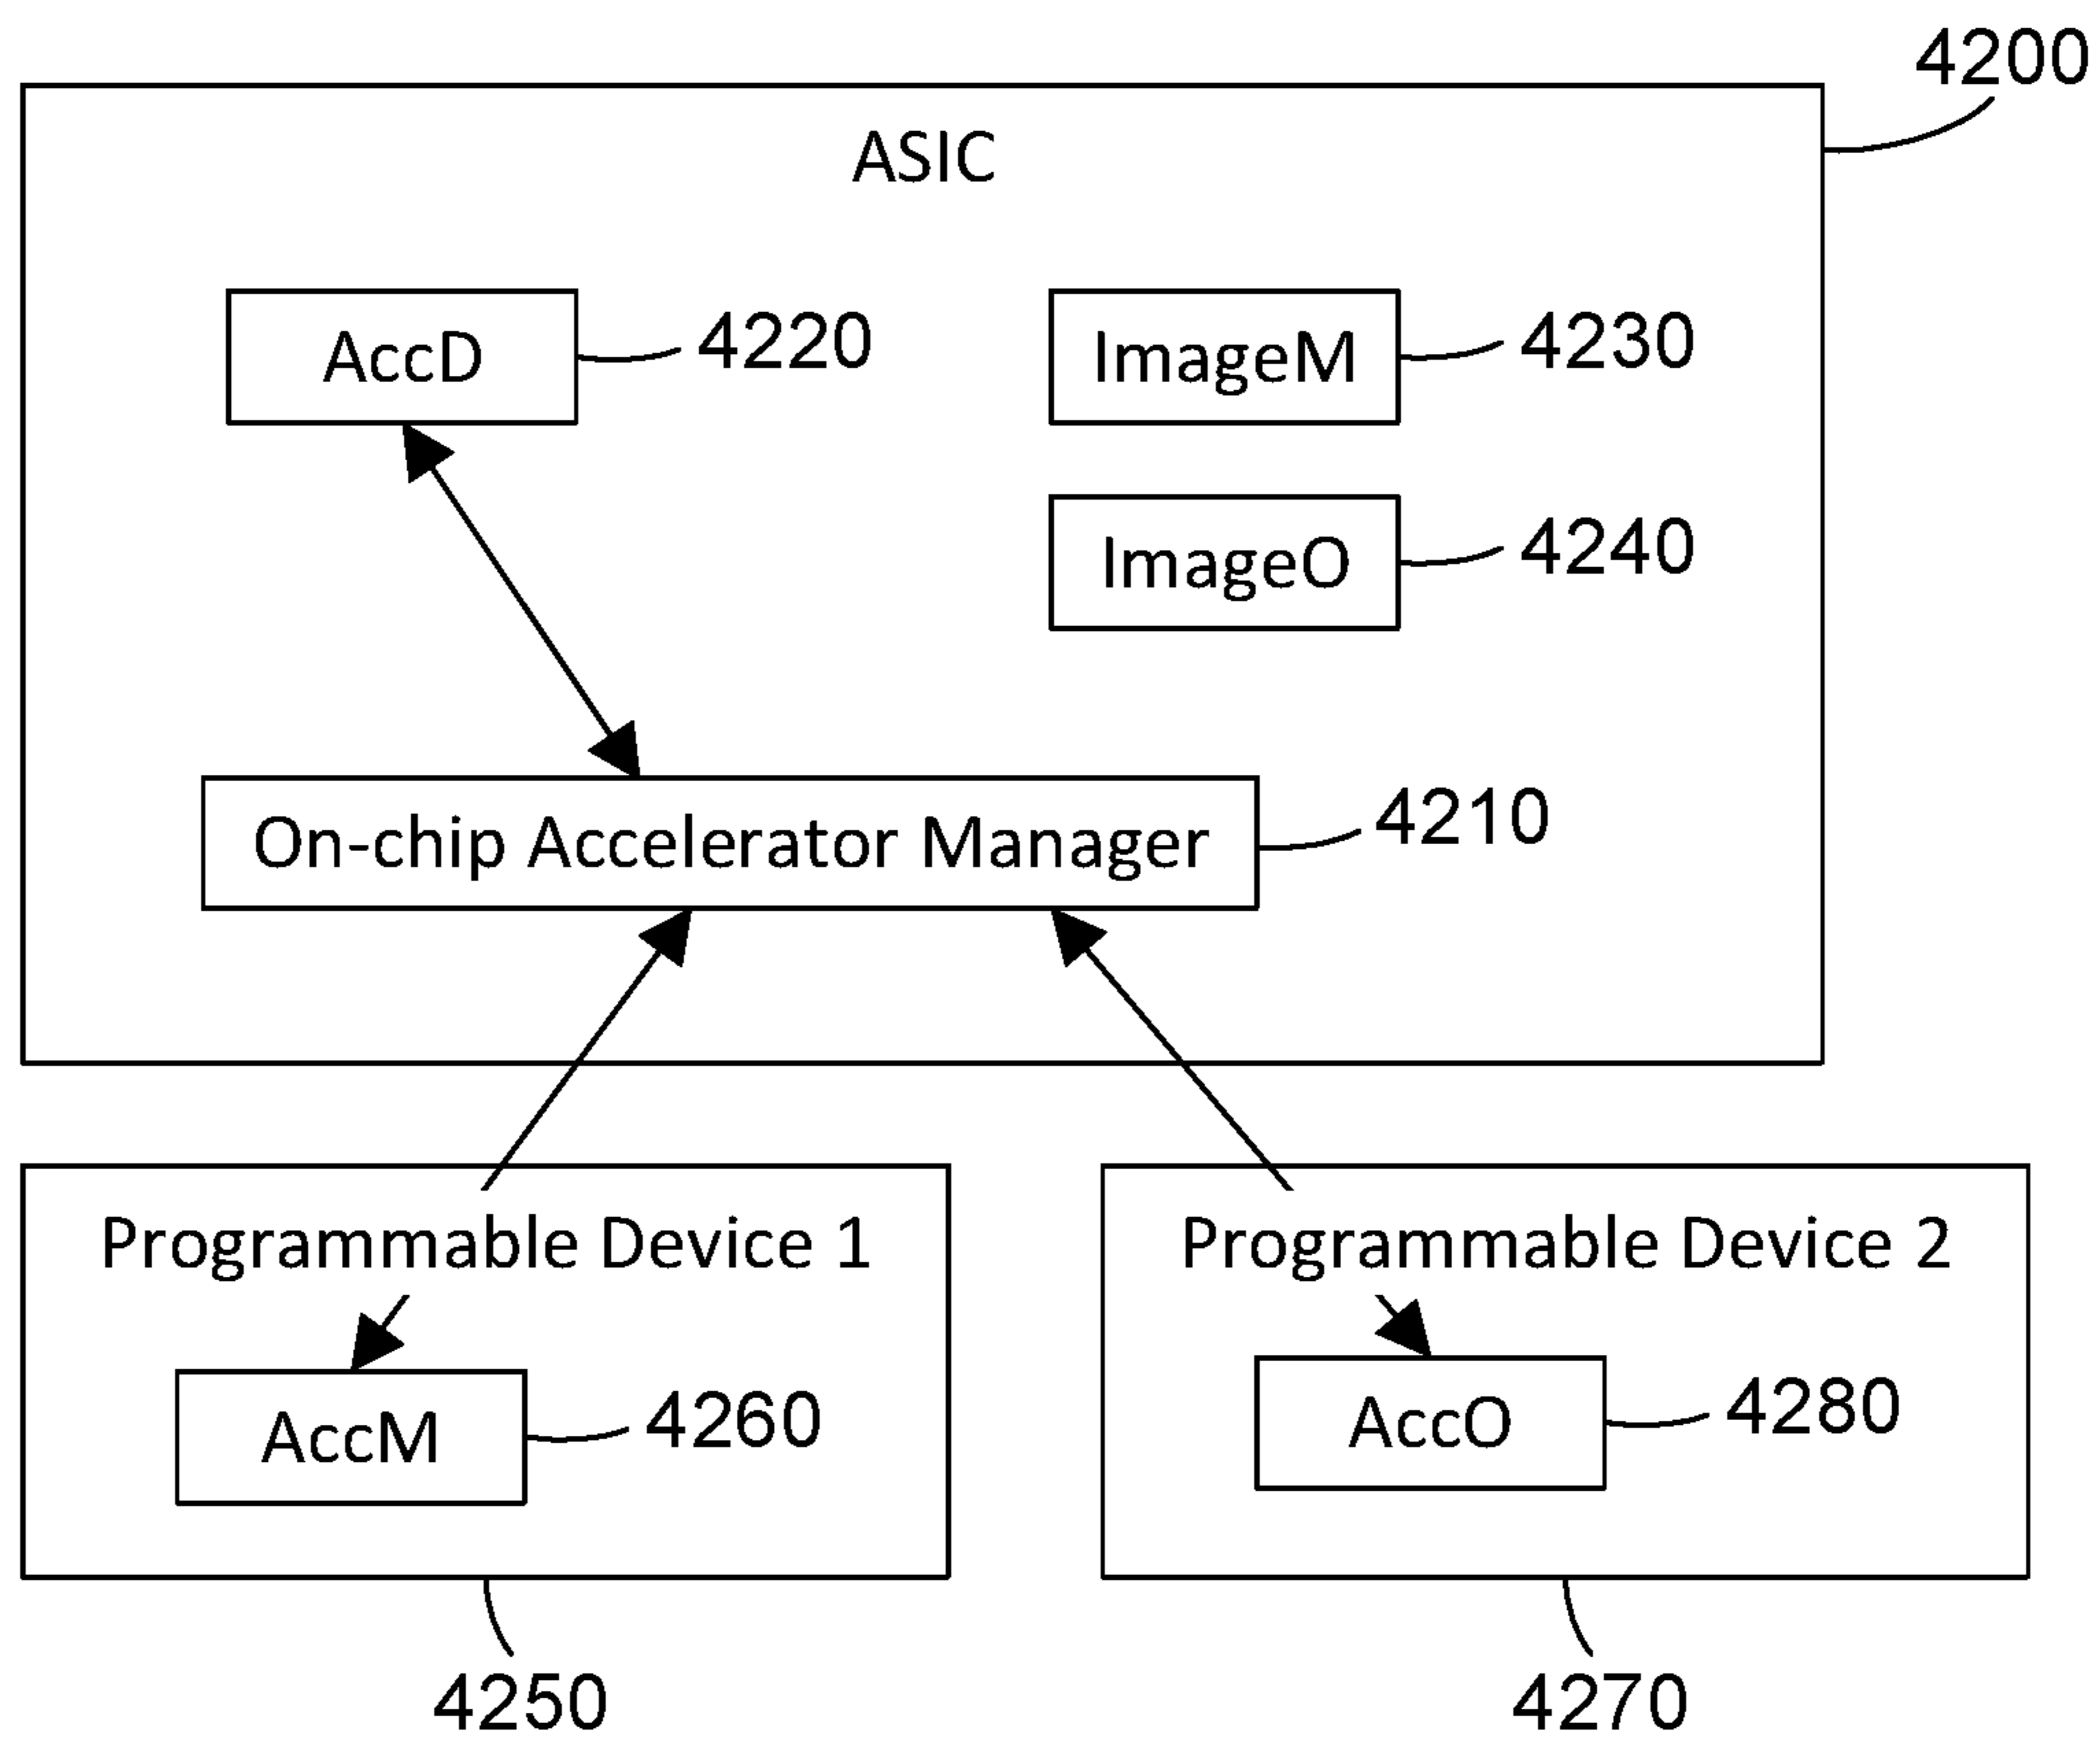 4200
ASIC
AccD 4220
ImageM 4230
ImageO 4240
On-chip Accelerator Manager 4210
Programmable Device 1
AccM 4260
4250
Programmable Device 2
AccO 4280
4270